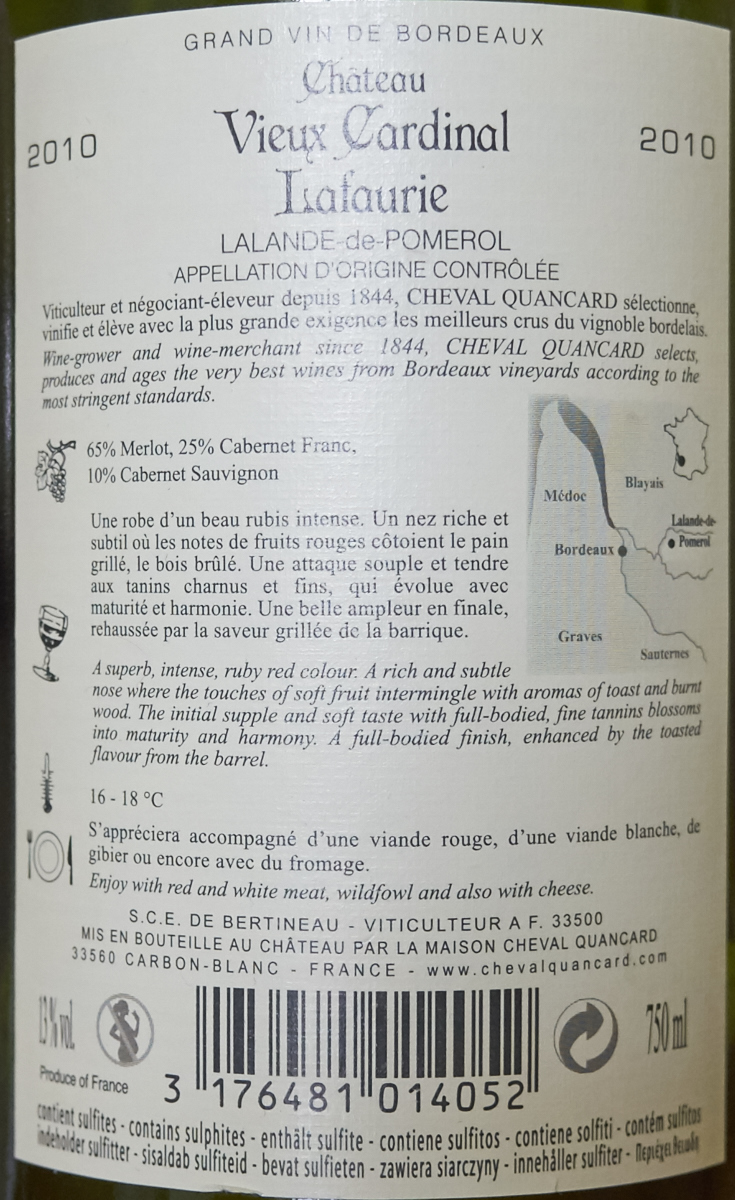 GRAND VIN DE BORDEAUX
Château
2010 Vieux Cardinal 2010
Lafaurie
LALANDE-de-POMEROL
APPELLATION D'ORIGINE CONTRÔLÉE
Viticulteur et négociant-éleveur depuis 1844, CHEVAL QUANCARD sélectionne,
vinifie et élève avec la plus grande exigence les meilleurs crus du vignoble bordelais.
Wine-grower and wine-merchant since 1844, CHEVAL QUANCARD selects,
produces and ages the very best wines from Bordeaux vineyards according to the
most stringent standards.
65% Merlot, 25% Cabernet Franc,
10% Cabernet Sauvignon
Une robe d'un beau rubis intense. Un nez riche et
subtil où les notes de fruits rouges côtoient le pain
grillé, le bois brûlé. Une attaque souple et tendre
aux tanins charnus et fins, qui évolue avec
maturité et harmonie. Une belle ampleur en finale,
rehaussée par la saveur grillée de la barrique.
Médoc
Blayais
Lalande-de-
Pomerol
Bordeaux
Graves
Sauternes
A superb, intense, ruby red colour. A rich and subtle
nose where the touches of soft fruit intermingle with aromas of toast and burnt
wood. The initial supple and soft taste with full-bodied, fine tannins blossoms
into maturity and harmony. A full-bodied finish, enhanced by the toasted
flavour from the barrel.
16 - 18 °C
S'appréciera accompagné d'une viande rouge, d'une viande blanche, de
gibier ou encore avec du fromage.
Enjoy with red and white meat, wildfowl and also with cheese.
S.C.E. DE BERTINEAU - VITICULTEUR A F. 33500
MIS EN BOUTEILLE AU CHÂTEAU PAR LA MAISON CHEVAL QUANCARD
33560 CARBON-BLANC - FRANCE - www.chevalquancard.com
13 % vol.
750 ml
Produce of France
3 176481 014052
contient sulfites - contains sulphites - enthält sulfite - contiene sulfitos - contiene solfiti - contém sulfitos
indeholder sulfitter - sisaldab sulfiteid - bevat sulfieten - zawiera siarczyny - innehåller sulfiter - Περιέχει